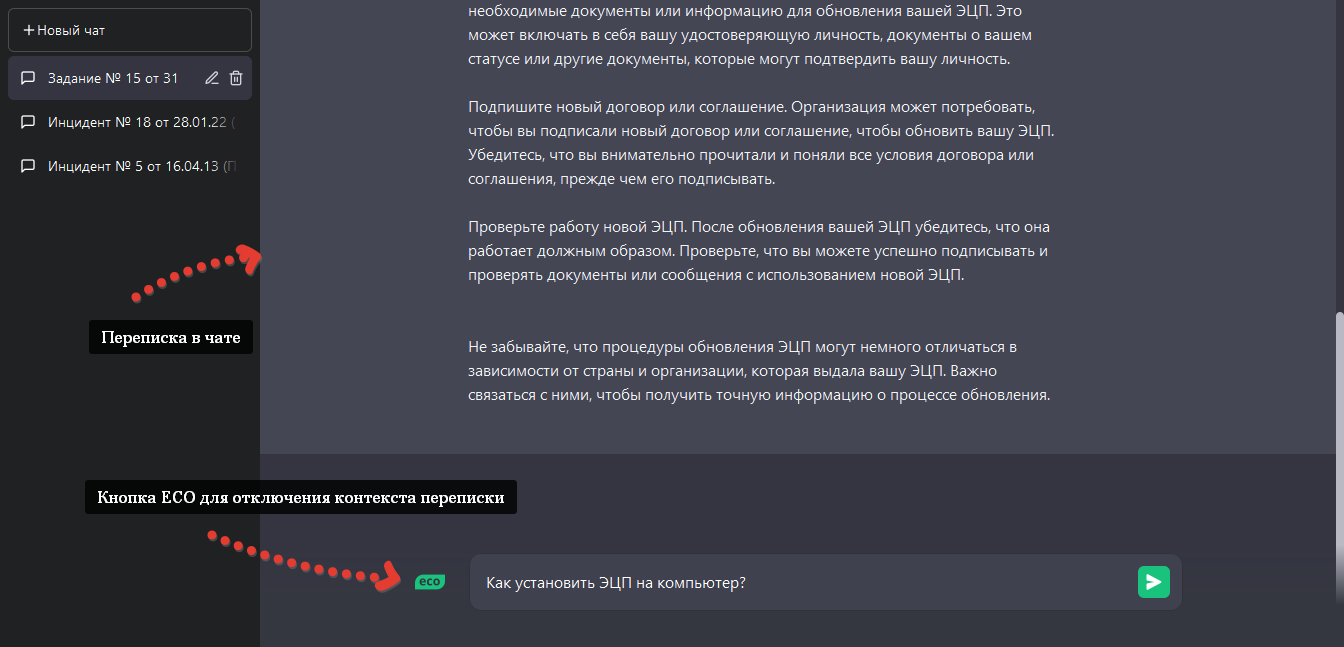 + Новый чат
Задание № 15 от 31
Инцидент № 18 от 28.01.22 (
Инцидент № 5 от 16.04.13 (П
Переписка в чате
необходимые документы или информацию для обновления вашей ЭЦП. Это
может включать в себя вашу удостоверяющую личность, документы о вашем
статусе или другие документы, которые могут подтвердить вашу личность.
Подпишите новый договор или соглашение. Организация может потребовать,
чтобы вы подписали новый договор или соглашение, чтобы обновить вашу ЭЦП.
Убедитесь, что вы внимательно прочитали и поняли все условия договора или
соглашения, прежде чем его подписывать.
Проверьте работу новой ЭЦП. После обновления вашей ЭЦП убедитесь, что она
работает должным образом. Проверьте, что вы можете успешно подписывать и
проверять документы или сообщения с использованием новой ЭЦП.
Не забывайте, что процедуры обновления ЭЦП могут немного отличаться в
зависимости от страны и организации, которая выдала вашу ЭЦП. Важно
связаться с ними, чтобы получить точную информацию о процессе обновления.
Кнопка ECO для отключения контекста переписки
eco
Как установить ЭЦП на компьютер?